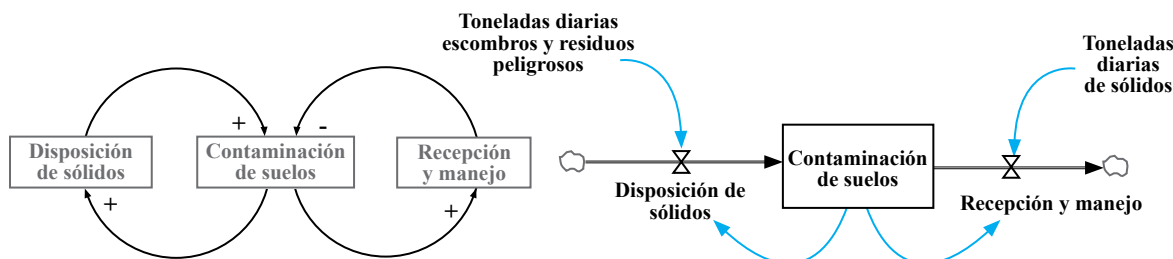 Disposición
de sólidos
+
+
Contaminación
de suelos
-
Recepción
y manejo
+
Toneladas diarias
escombros y residuos
peligrosos
Disposición de
sólidos
Contaminación
de suelos
Toneladas
diarias
de sólidos
Recepción y manejo